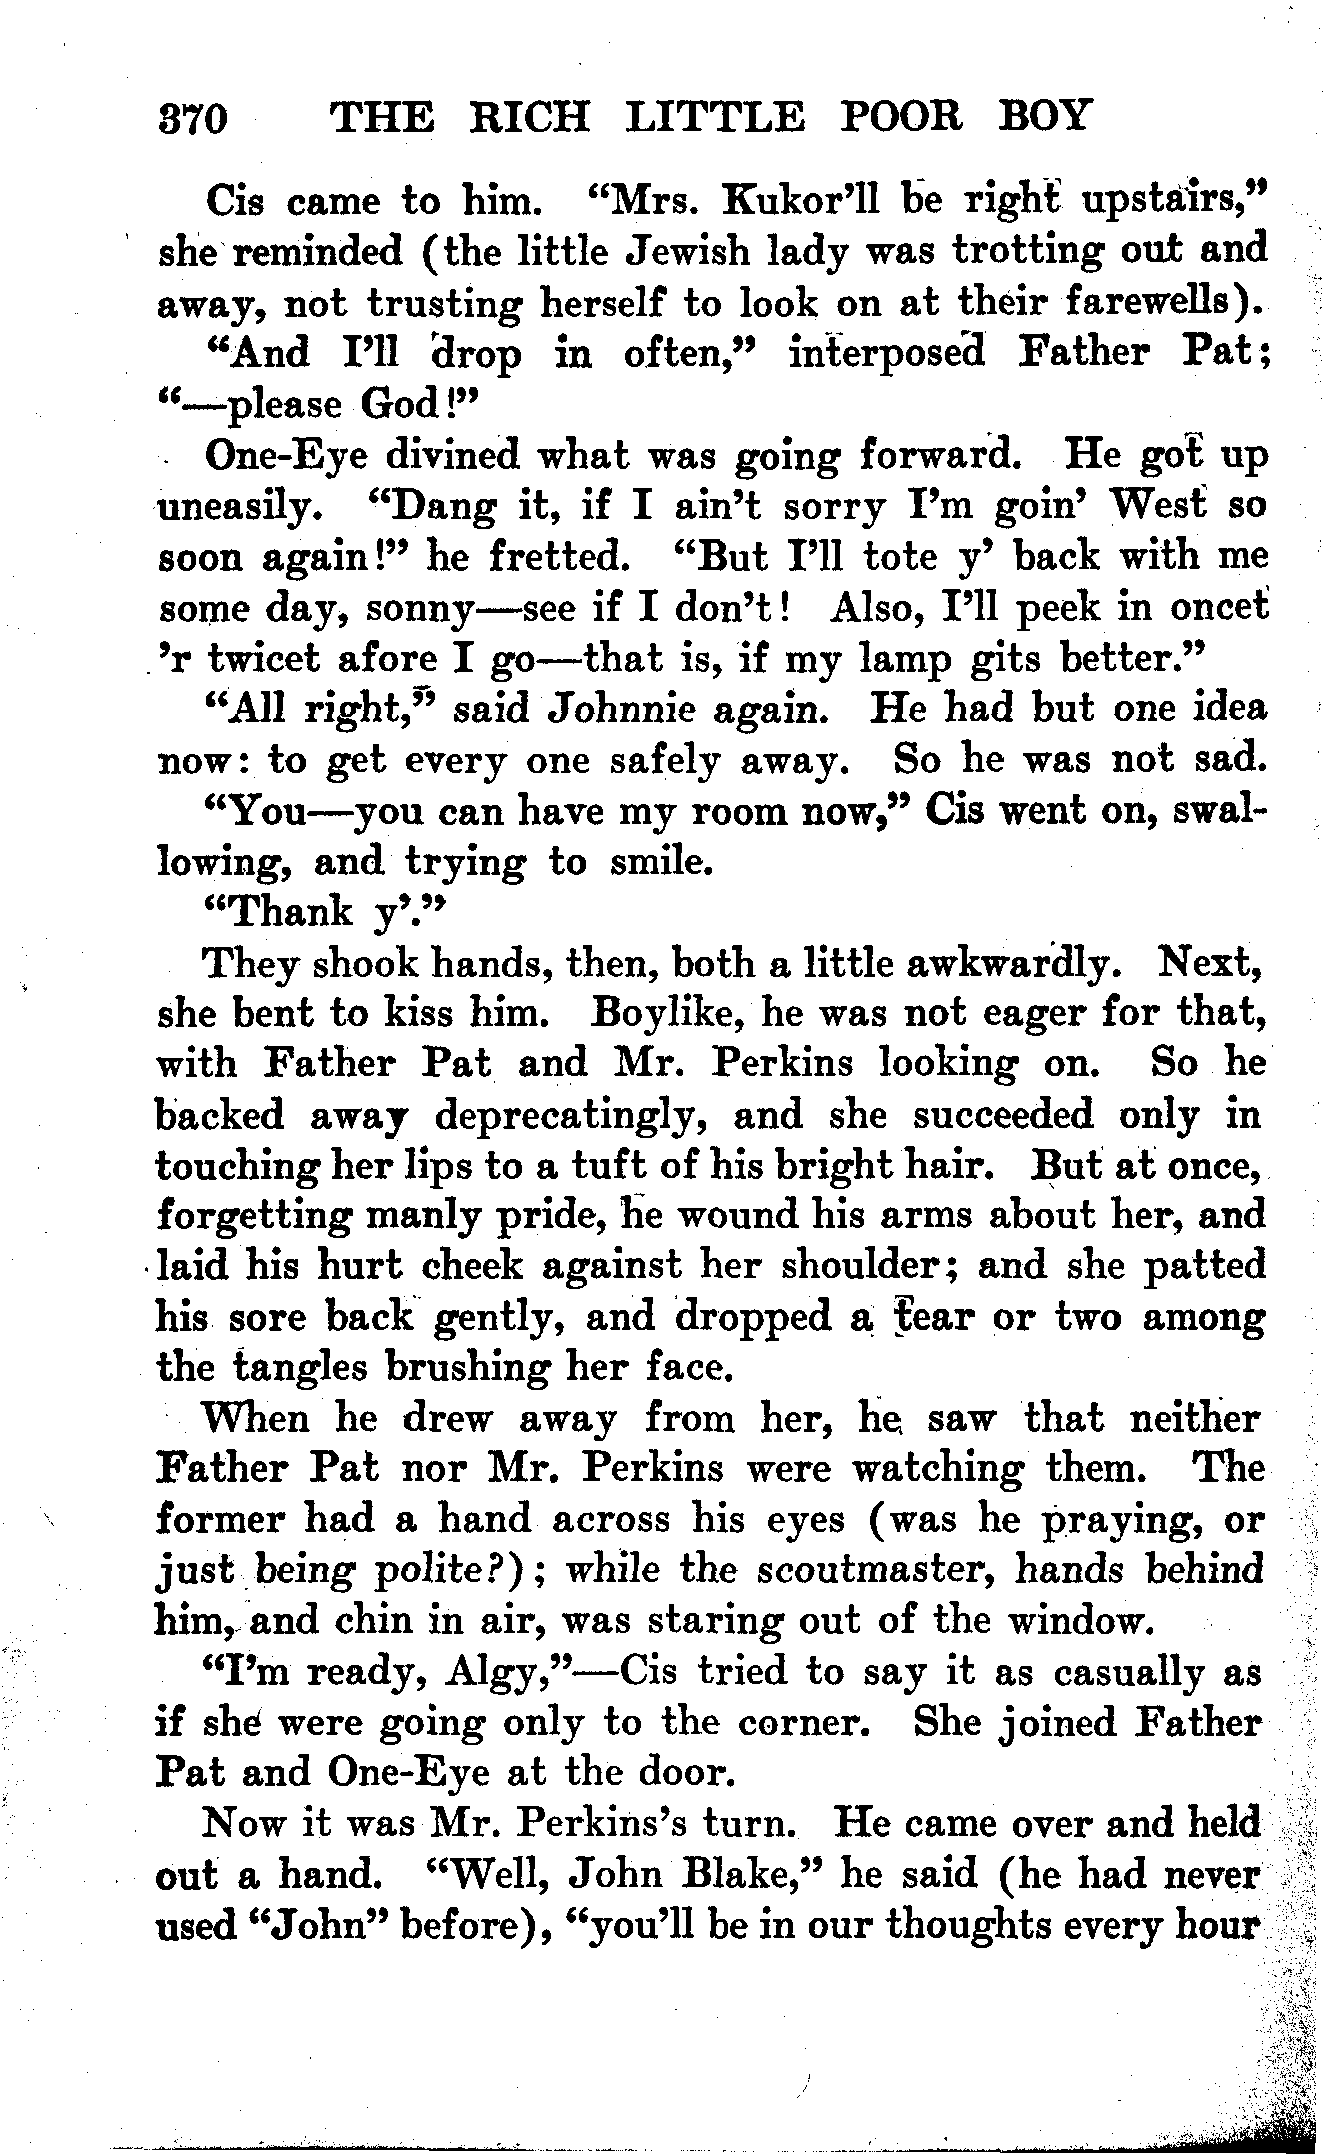 370 THE RICH LITTLE POOR BOY
Cis came to him. “Mrs. Kukor’ll be right upstairs,”
she reminded (the little Jewish lady was trotting out and
away, not trusting herself to look on at their farewells).
“And I’ll drop in often,” interposed Father Pat;
“—please God!”
One-Eye divined what was going forward. He got up
uneasily. “Dang it, if I ain’t sorry I’m goin’ West so
soon again!” he fretted. “But I’ll tote y’ back with me
some day, sonny—see if I don’t! Also, I’ll peek in oncet
’r twicet afore I go—that is, if my lamp gits better.”
“All right,” said Johnnie again. He had but one idea
now: to get every one safely away. So he was not sad.
“You—you can have my room now,” Cis went on, swal-
lowing, and trying to smile.
“Thank y’.”
They shook hands, then, both a little awkwardly. Next,
she bent to kiss him. Boylike, he was not eager for that,
with Father Pat and Mr. Perkins looking on. So he
backed away deprecatingly, and she succeeded only in
touching her lips to a tuft of his bright hair. But at once,
forgetting manly pride, he wound his arms about her, and
laid his hurt cheek against her shoulder; and she patted
his sore back gently, and dropped a tear or two among
the tangles brushing her face.
When he drew away from her, he saw that neither
Father Pat nor Mr. Perkins were watching them. The
former had a hand across his eyes (was he praying, or
just being polite?); while the scoutmaster, hands behind
him, and chin in air, was staring out of the window.
“I’m ready, Algy,”—Cis tried to say it as casually as
if she were going only to the corner. She joined Father
Pat and One-Eye at the door.
Now it was Mr. Perkins’s turn. He came over and held
out a hand. “Well, John Blake,” he said (he had never
used “John” before), “you’ll be in our thoughts every hour